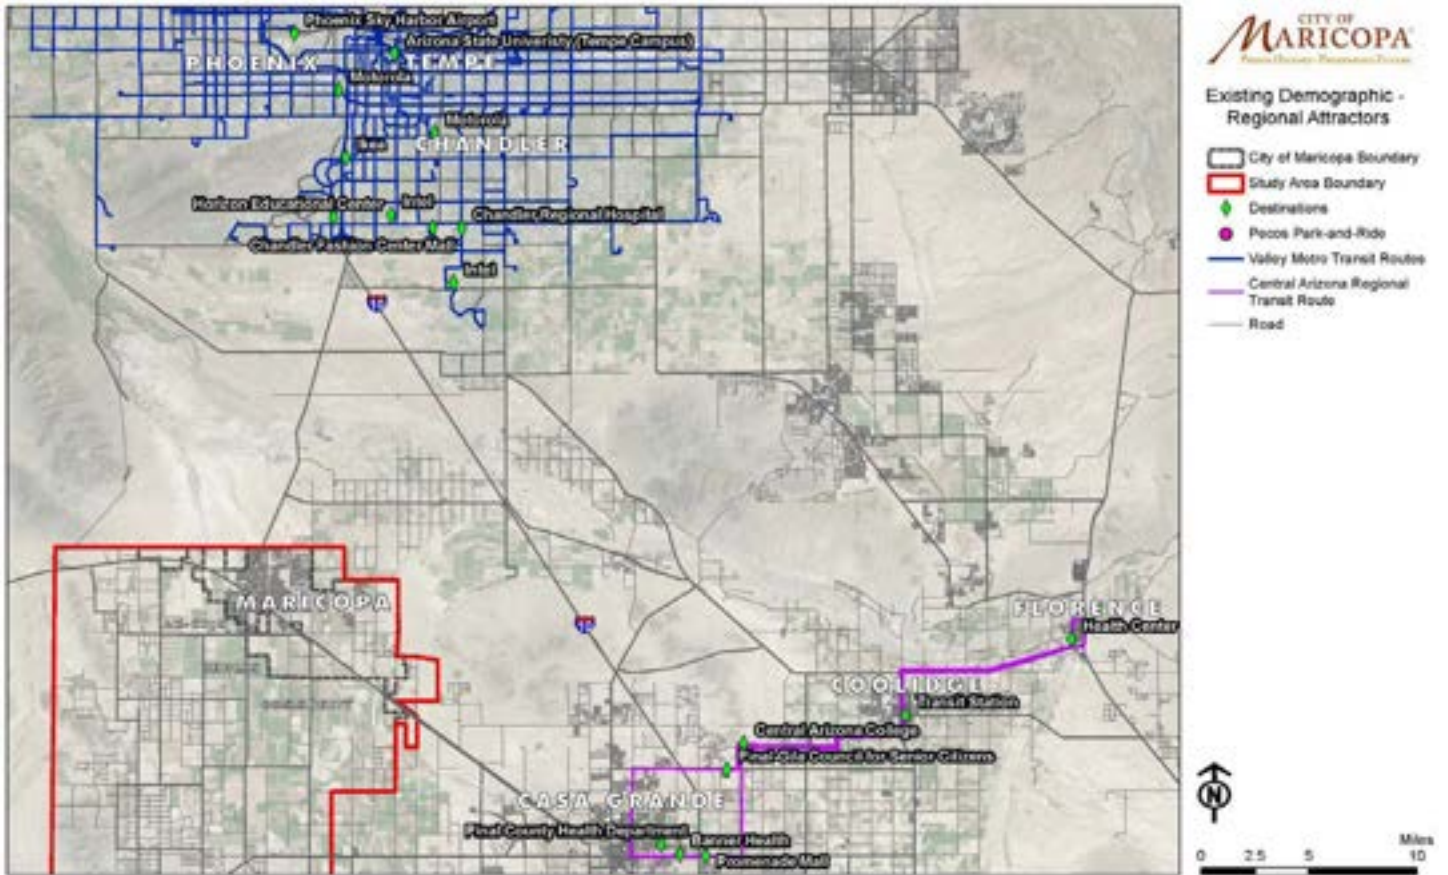 Phoenix Sky Harbor Airport
Arizona State Univeristy (Tempe Campus)
PHOENIX
TEMPE
Motorola
Motorola
CHANDLER
Ikea
Horizon Educational Center
Intel
Chandler Regional Hospital
Chandler Fashion Center Mall
Intel
10
MARICOPA
10
FLORENCE
Health Center
COOLIDGE
Transit Station
Central Arizona College
Pinal-Gila Council for Senior Citizens
CASA GRANDE
Pinal County Health Department
Banner Health
Promenade Mall
CITY OF
MARICOPA
Existing Demographic -
Regional Attractors
City of Maricopa Boundary
Study Area Boundary
Destinations
Pecos Park-and-Ride
Valley Metro Transit Routes
Central Arizona Regional
Transit Route
Road
N
Miles
0 2.5 5 10